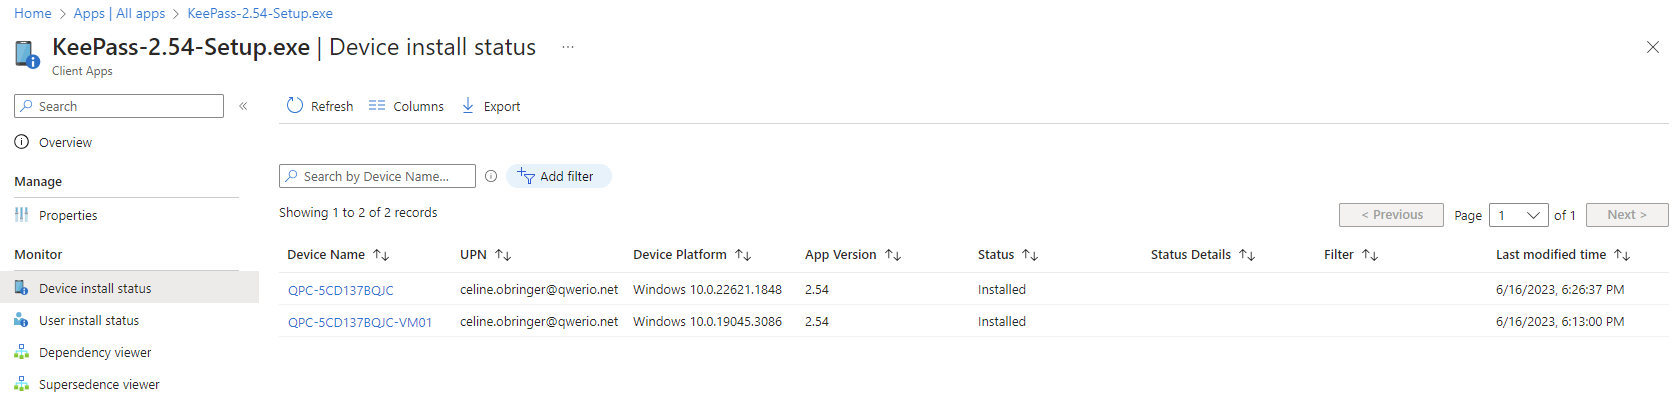 Home > Apps | All apps > KeePass-2.54-Setup.exe
KeePass-2.54-Setup.exe | Device install status ...
Client Apps
Search «
Refresh Columns Export
Overview
Search by Device Name... Add filter
Manage
Properties
Showing 1 to 2 of 2 records
< Previous Page 1 of 1 Next >
Monitor
Device Name UPN Device Platform App Version Status Status Details Filter Last modified time
Device install status
QPC-5CD137BQJC celine.obringer@qwerio.net Windows 10.0.22621.1848 2.54 Installed 6/16/2023, 6:26:37 PM
User install status
QPC-5CD137BQJC-VM01 celine.obringer@qwerio.net Windows 10.0.19045.3086 2.54 Installed 6/16/2023, 6:13:00 PM
Dependency viewer
Supersedence viewer